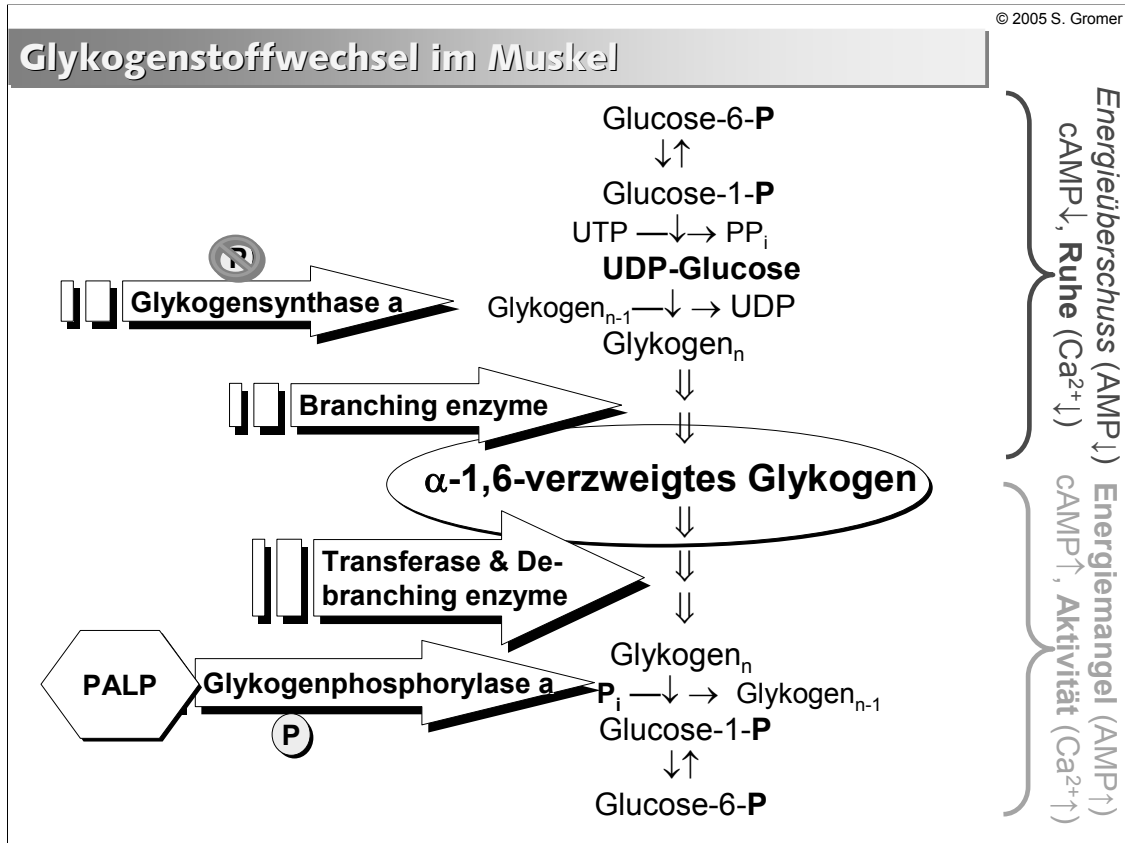 © 2005 S. Gromer
Glykogenstoffwechsel im Muskel
Glucose-6-P
↓↑
Glucose-1-P
UTP —↓→ PPi
UDP-Glucose
P
Glykogensynthase a
Glykogenn-1 —↓ → UDP
Glykogenn
⇓
Branching enzyme
⇓
⇓
α-1,6-verzweigtes Glykogen
⇓
Transferase & De-
branching enzyme
⇓
⇓
Glykogenn
PALP
Glykogenphosphorylase a
P
Pi —↓ → Glykogenn-1
Glucose-1-P
↓↑
Glucose-6-P
Energieüberschuss (AMP↓)
cAMP↓, Ruhe (Ca2+↓)
Energiemangel (AMP↑)
cAMP↑, Aktivität (Ca2+↑)